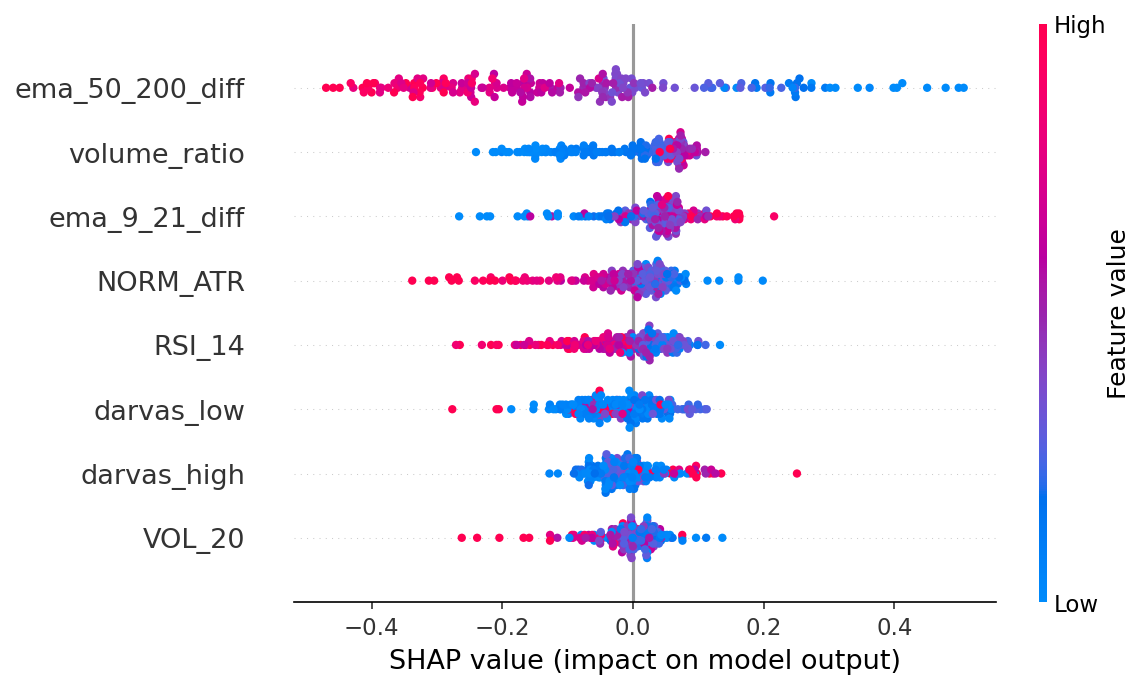 High
ema_50_200_diff
volume_ratio
ema_9_21_diff
NORM_ATR
RSI_14
darvas_low
darvas_high
VOL_20
Feature value
Low
−0.4 −0.2 0.0 0.2 0.4
SHAP value (impact on model output)